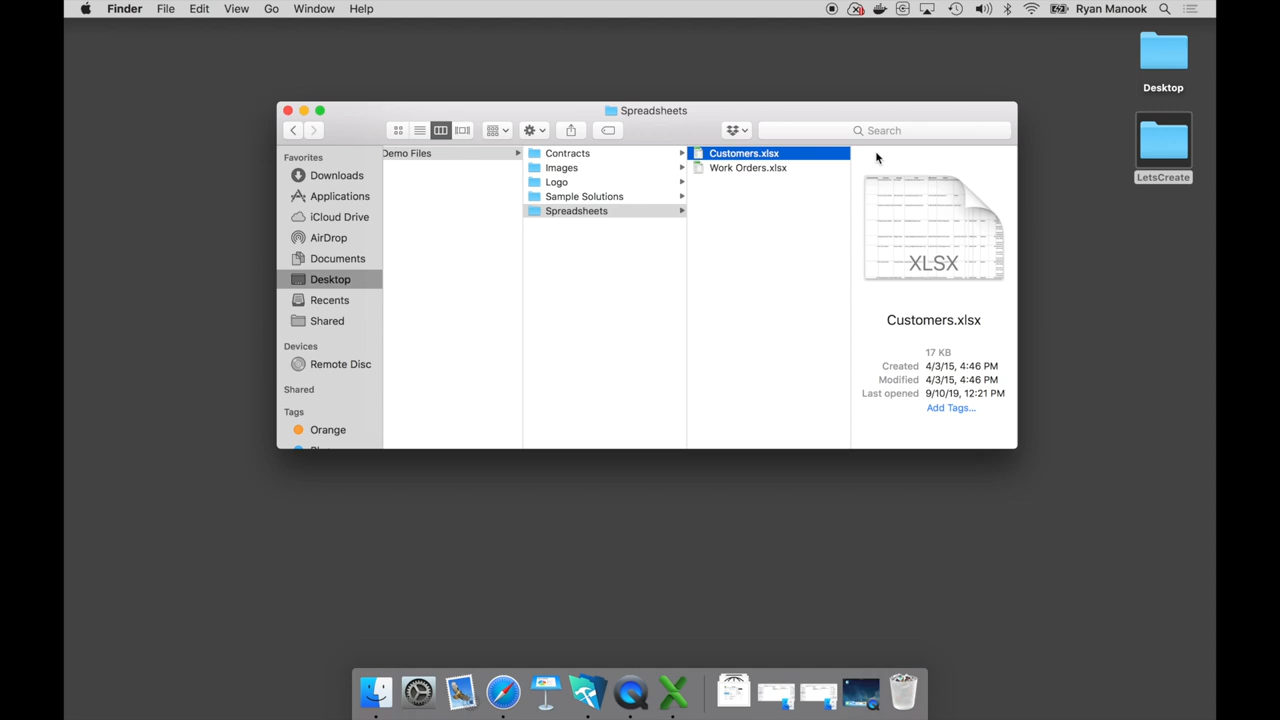 Finder File Edit View Go Window Help Ryan Manook
Desktop
LetsCreate
Spreadsheets
Search
Favorites
Downloads
Applications
iCloud Drive
AirDrop
Documents
Desktop
Recents
Shared
Devices
Remote Disc
Shared
Tags
Orange
Demo Files
Contracts
Images
Logo
Sample Solutions
Spreadsheets
Customers.xlsx
Work Orders.xlsx
XLSX
Customers.xlsx
17 KB
Created 4/3/15, 4:46 PM
Modified 4/3/15, 4:46 PM
Last opened 9/10/19, 12:21 PM
Add Tags...